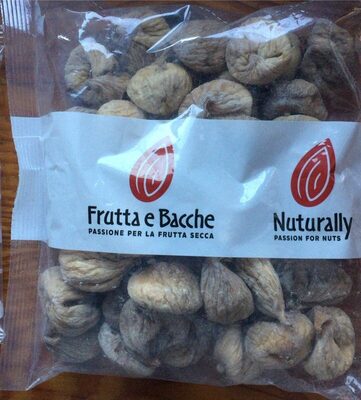 Frutta e Bacche
PASSIONE PER LA FRUTTA SECCA
Nuturally
PASSION FOR NUTS